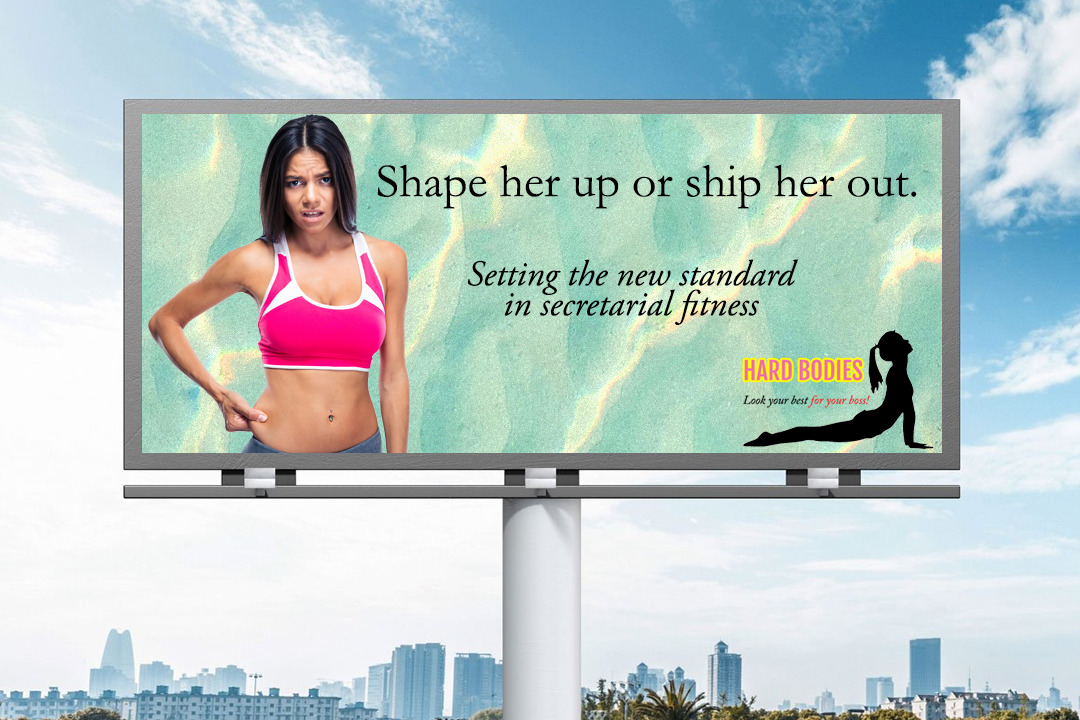 Shape her up or ship her out.
Setting the new standard
in secretarial fitness
HARD BODIES
Look your best for your boss!